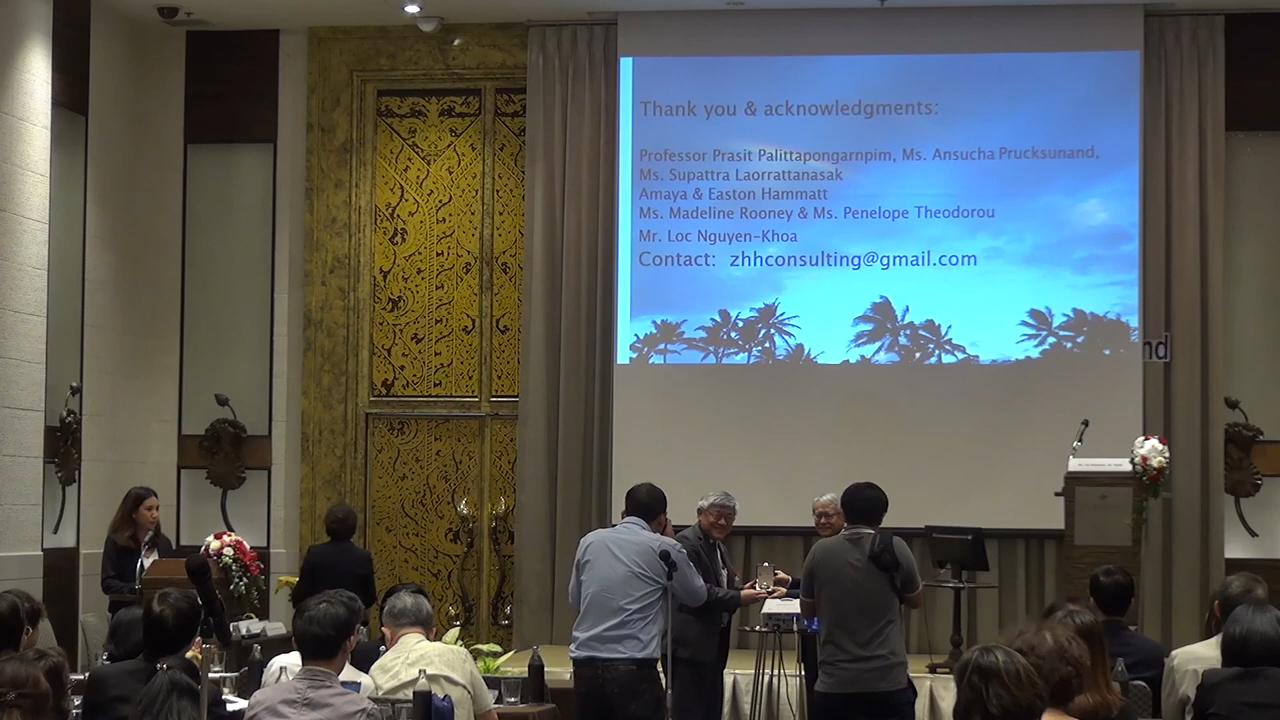 Thank you & acknowledgments:
Professor Prasit Palittapongarnpim, Ms. Ansucha Prucksunand,
Ms. Supattra Laorrattanasak
Amaya & Easton Hammatt
Ms. Madeline Rooney & Ms. Penelope Theodorou
Mr. Loc Nguyen-Khoa
Contact: zhhconsulting@gmail.com
nd